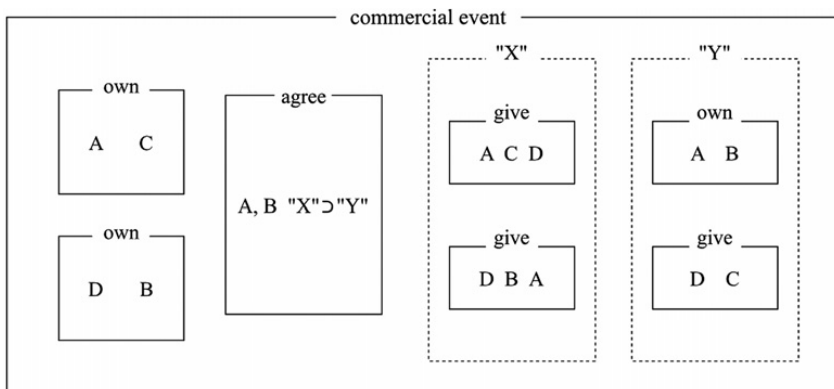 commercial event
own
A C
own
D B
agree
A, B "X"⊃"Y"
"X"
give
A C D
give
D B A
"Y"
own
A B
give
D C